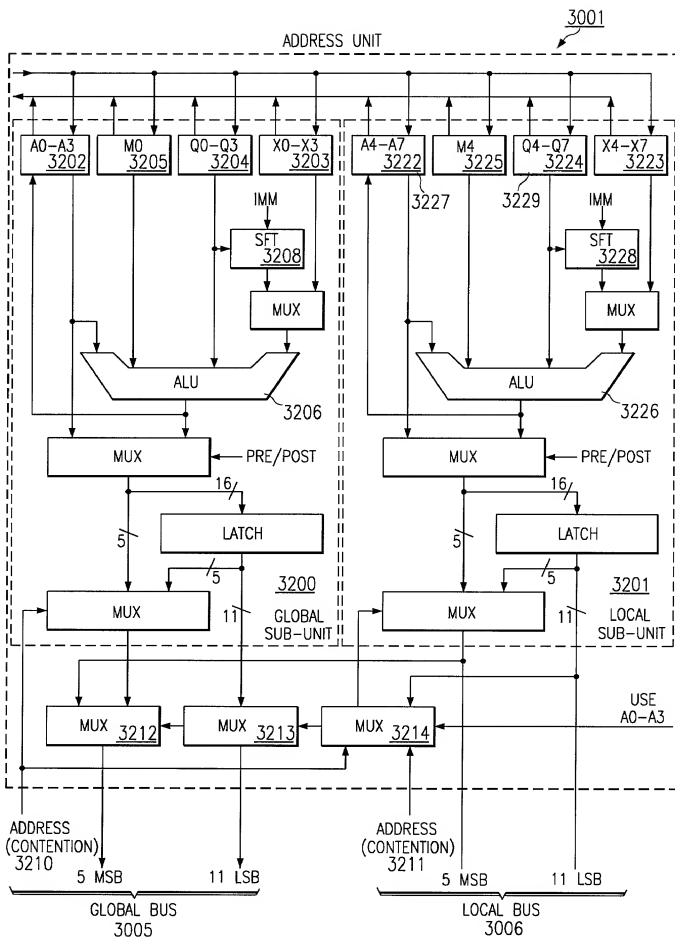 3001
ADDRESS UNIT
A0-A3
3202
M0
3205
Q0-Q3
3204
X0-X3
3203
A4-A7
3222
M4
3225
Q4-Q7
3224
X4-X7
3223
3227
3229
IMM
IMM
SFT
3208
SFT
3228
MUX
MUX
ALU
3206
ALU
3226
MUX
PRE/POST
MUX
PRE/POST
16
16
LATCH
LATCH
5
5
5
5
3200
3201
MUX
11
GLOBAL
SUB-UNIT
MUX
11
LOCAL
SUB-UNIT
MUX 3212
MUX 3213
MUX 3214
USE
A0-A3
ADDRESS
(CONTENTION)
3210
ADDRESS
(CONTENTION)
3211
5 MSB
11 LSB
5 MSB
11 LSB
GLOBAL BUS
3005
LOCAL BUS
3006